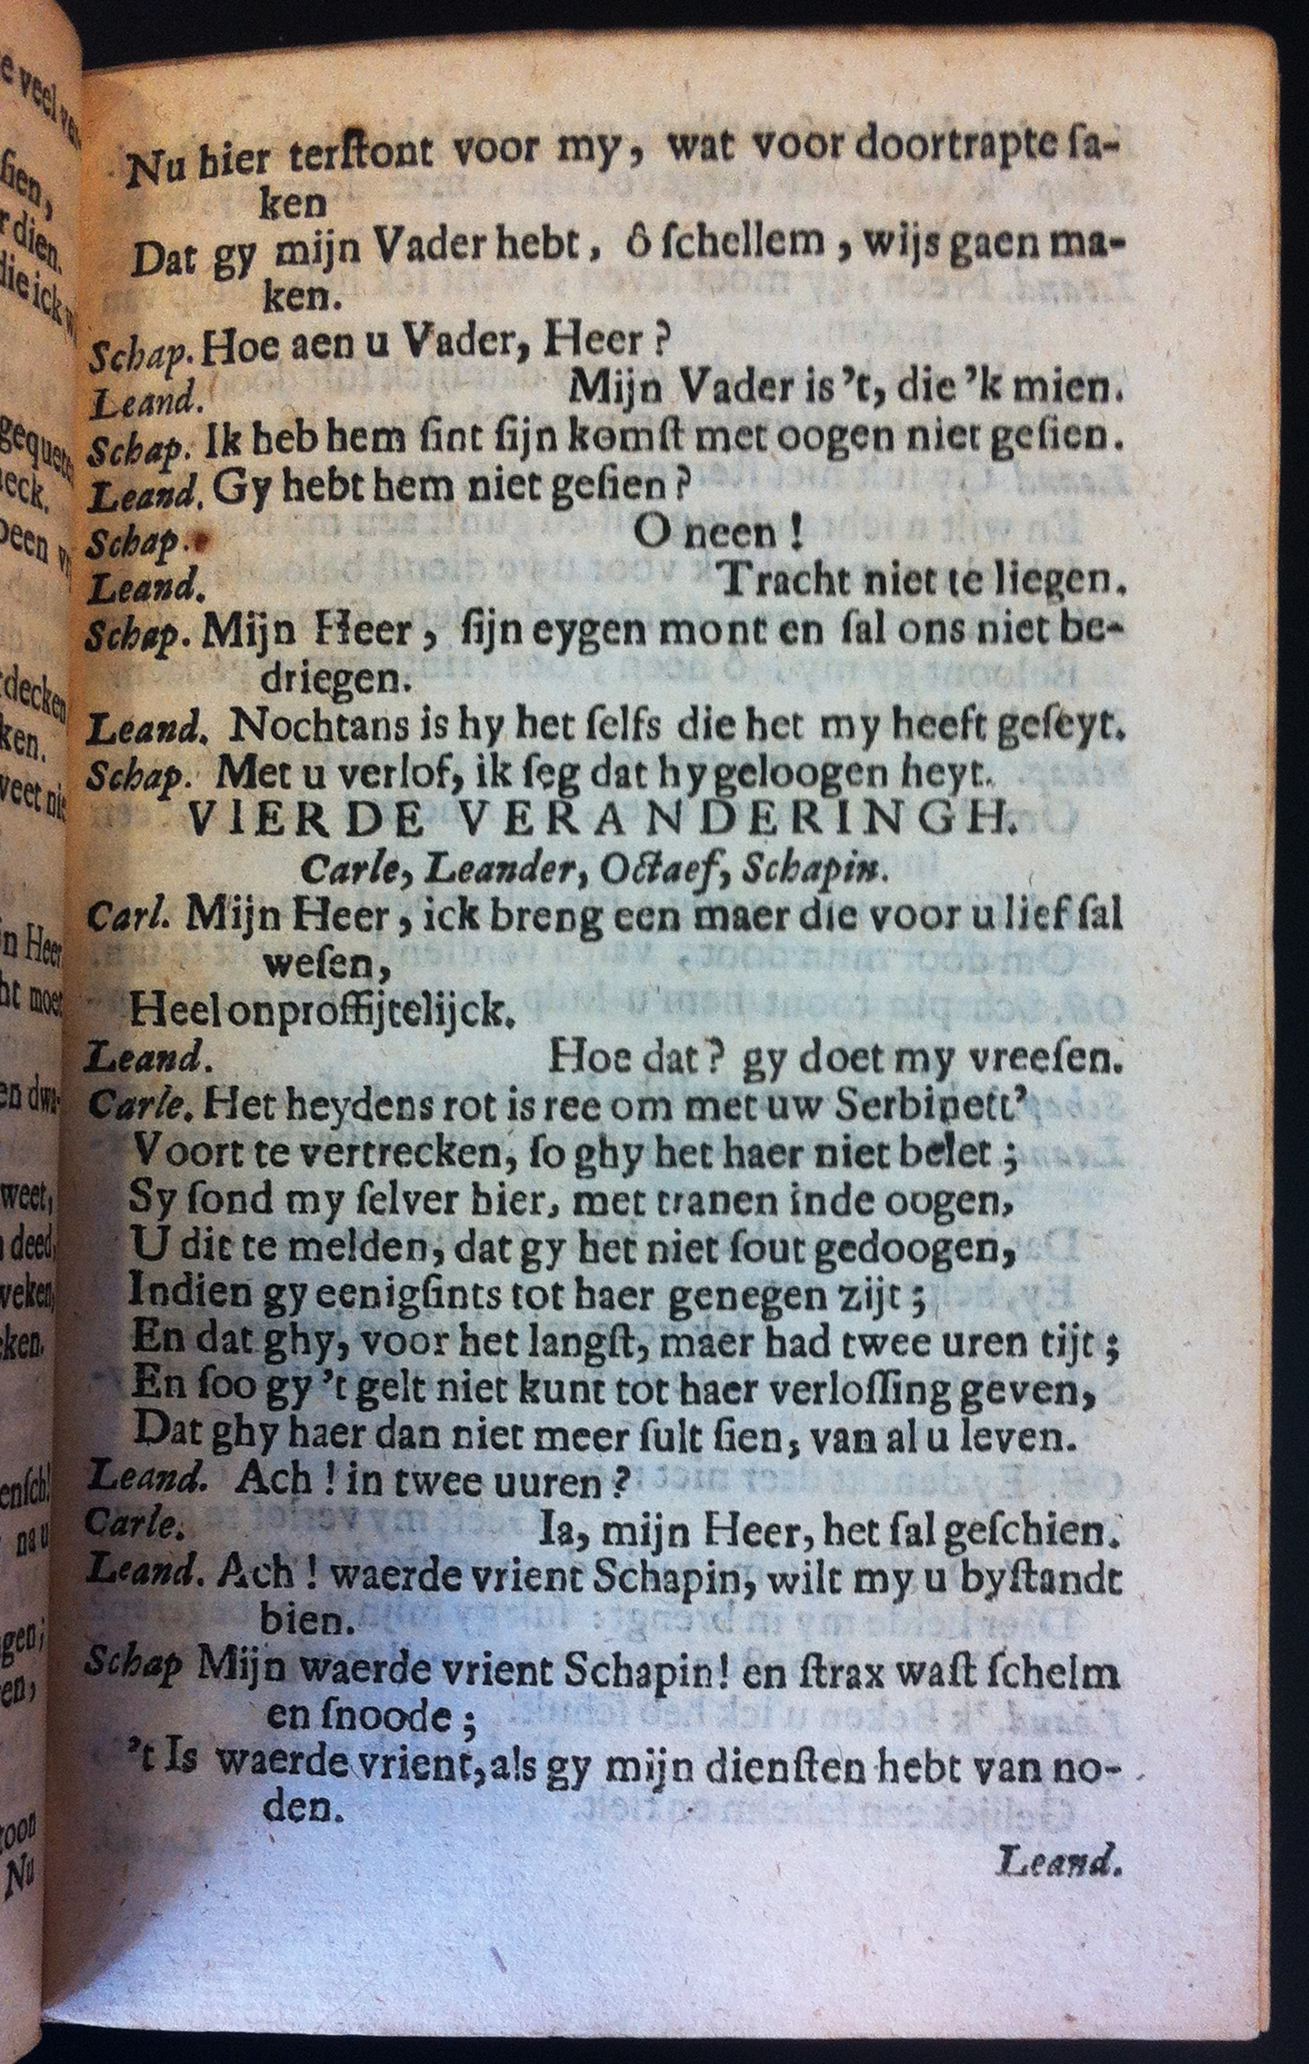 Nu hier terſtont voor my, wat voor doortrapte ſa-
ken
Dat gy mijn Vader hebt, ô ſchellem, wijs gaen ma-
ken.
Schap. Hoe aen u Vader, Heer?
Leand. Mijn Vader is 't, die 'k mien.
Schap. Ik heb hem ſint ſijn komſt met oogen niet geſien.
Leand. Gy hebt hem niet geſien?
Schap. O neen!
Leand. Tracht niet te liegen.
Schap. Mijn Heer, ſijn eygen mont en ſal ons niet be-
driegen.
Leand. Nochtans is hy het ſelfs die het my heeft geſeyt.
Schap. Met u verlof, ik ſeg dat hy geloogen heyt.
VIERDE VERANDERINGH.
Carle, Leander, Octaef, Schapin.
Carl. Mijn Heer, ick breng een maer die voor u lief ſal
weſen,
Heel onproffijtelijck.
Leand. Hoe dat? gy doet my vreeſen.
Carle. Het heydens rot is ree om met uw Serbinett'
Voort te vertrecken, ſo ghy het haer niet belet;
Sy ſond my ſelver hier, met tranen inde oogen,
U dit te melden, dat gy het niet ſout gedoogen,
Indien gy eenigſints tot haer genegen zijt;
En dat ghy, voor het langſt, maer had twee uren tijt;
En ſoo gy 't gelt niet kunt tot haer verloſſing geven,
Dat ghy haer dan niet meer ſult ſien, van al u leven.
Leand. Ach! in twee uuren?
Carle. Ia, mijn Heer, het ſal geſchien.
Leand. Ach! waerde vrient Schapin, wilt my u byſtandt
bien.
Schap Mijn waerde vrient Schapin! en ſtrax waſt ſchelm
en ſnoode;
't Is waerde vrient, als gy mijn dienſten hebt van no-
den.
Leand.